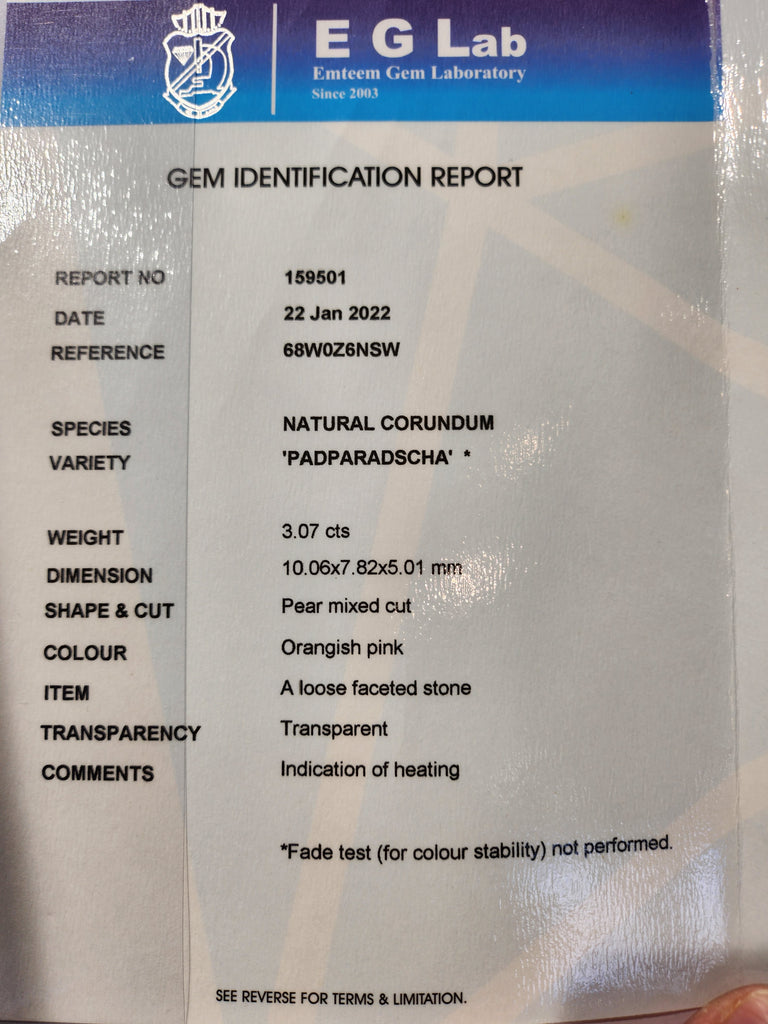 E G Lab
Emteem Gem Laboratory
Since 2003
GEM IDENTIFICATION REPORT
REPORT NO 159501
DATE 22 Jan 2022
REFERENCE 68W0Z6NSW
SPECIES NATURAL CORUNDUM
VARIETY 'PADPARADSCHA' *
WEIGHT 3.07 cts
DIMENSION 10.06x7.82x5.01 mm
SHAPE & CUT Pear mixed cut
COLOUR Orangish pink
ITEM A loose faceted stone
TRANSPARENCY Transparent
COMMENTS Indication of heating
*Fade test (for colour stability) not performed.
SEE REVERSE FOR TERMS & LIMITATION.